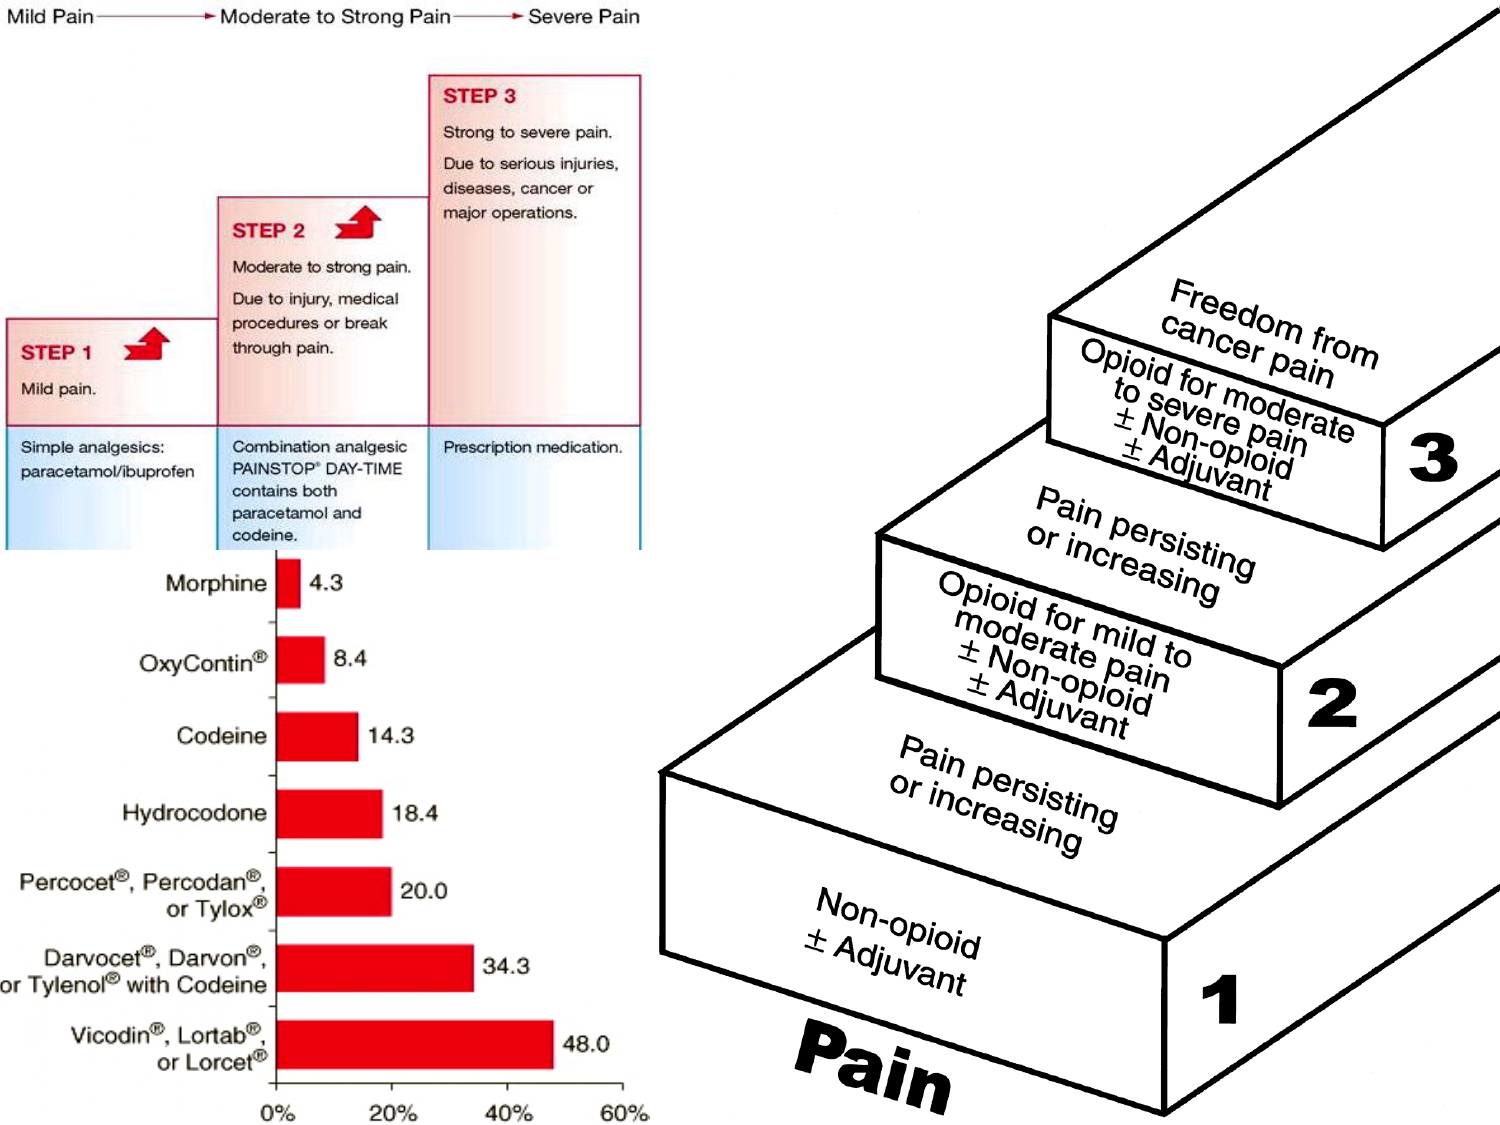 Mild Pain Moderate to Strong Pain Severe Pain
STEP 3
Strong to severe pain.
Due to serious injuries,
diseases, cancer or
major operations.
STEP 2
Moderate to strong pain.
Due to injury, medical
procedures or break
through pain.
STEP 1
Mild pain.
Simple analgesics:
paracetamol/ibuprofen
Combination analgesic
PAINSTOP® DAY-TIME
contains both
paracetamol and
codeine.
Prescription medication.
Morphine 4.3
OxyContin® 8.4
Codeine 14.3
Hydrocodone 18.4
Percocet®, Percodan®,
or Tylox® 20.0
Darvocet®, Darvon®,
or Tylenol® with Codeine 34.3
Vicodin®, Lortab®,
or Lorcet® 48.0
0% 20% 40% 60%
Freedom from
cancer pain
Opioid for moderate
to severe pain
± Non-opioid
± Adjuvant
3
Pain persisting
or increasing
Opioid for mild to
moderate pain
± Non-opioid
± Adjuvant
2
Pain persisting
or increasing
Non-opioid
± Adjuvant
1
Pain